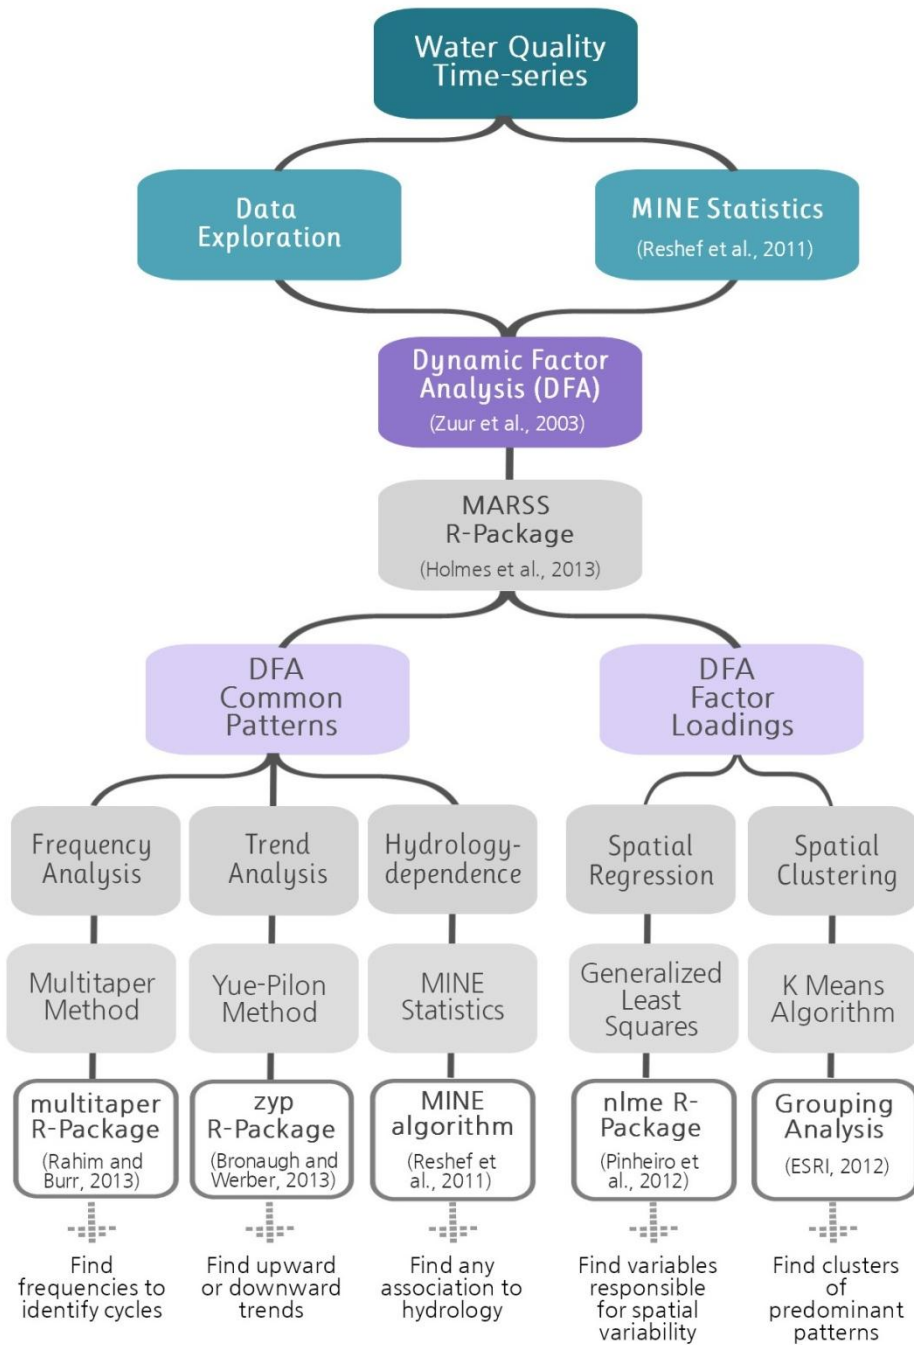 Water Quality
Time-series
Data
Exploration
MINE Statistics
(Reshef et al., 2011)
Dynamic Factor
Analysis (DFA)
(Zuur et al., 2003)
MARSS
R-Package
(Holmes et al., 2013)
DFA
Common
Patterns
DFA
Factor
Loadings
Frequency
Analysis
Trend
Analysis
Hydrology-
dependence
Spatial
Regression
Spatial
Clustering
Multitaper
Method
Yue-Pilon
Method
MINE
Statistics
Generalized
Least
Squares
K Means
Algorithm
multitaper
R-Package
(Rahim and
Burr, 2013)
zyp
R-Package
(Bronaugh and
Werber, 2013)
MINE
algorithm
(Reshef et
al., 2011)
nlme R-
Package
(Pinheiro et
al., 2012)
Grouping
Analysis
(ESRI, 2012)
Find
frequencies to
identify cycles
Find upward
or downward
trends
Find any
association to
hydrology
Find variables
responsible
for spatial
variability
Find clusters
of
predominant
patterns